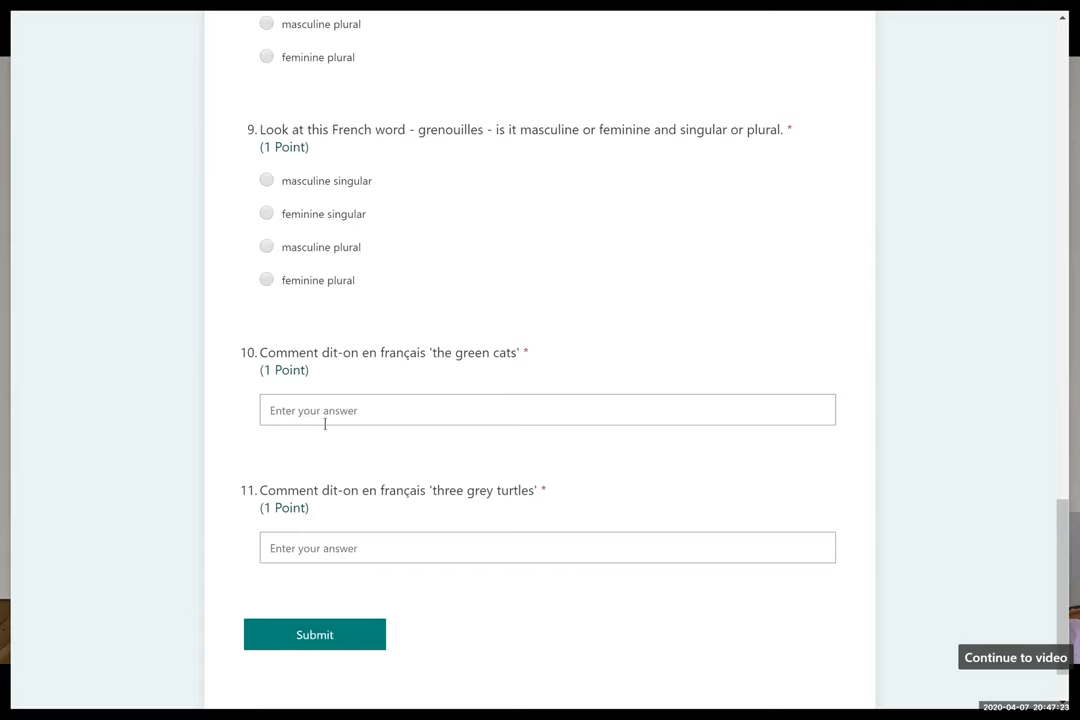 masculine plural
feminine plural
9. Look at this French word - grenouilles - is it masculine or feminine and singular or plural. *
(1 Point)
masculine singular
feminine singular
masculine plural
feminine plural
10. Comment dit-on en français 'the green cats' *
(1 Point)
Enter your answer
11. Comment dit-on en français 'three grey turtles' *
(1 Point)
Enter your answer
Submit
Continue to video
2020-04-07 20:47:23